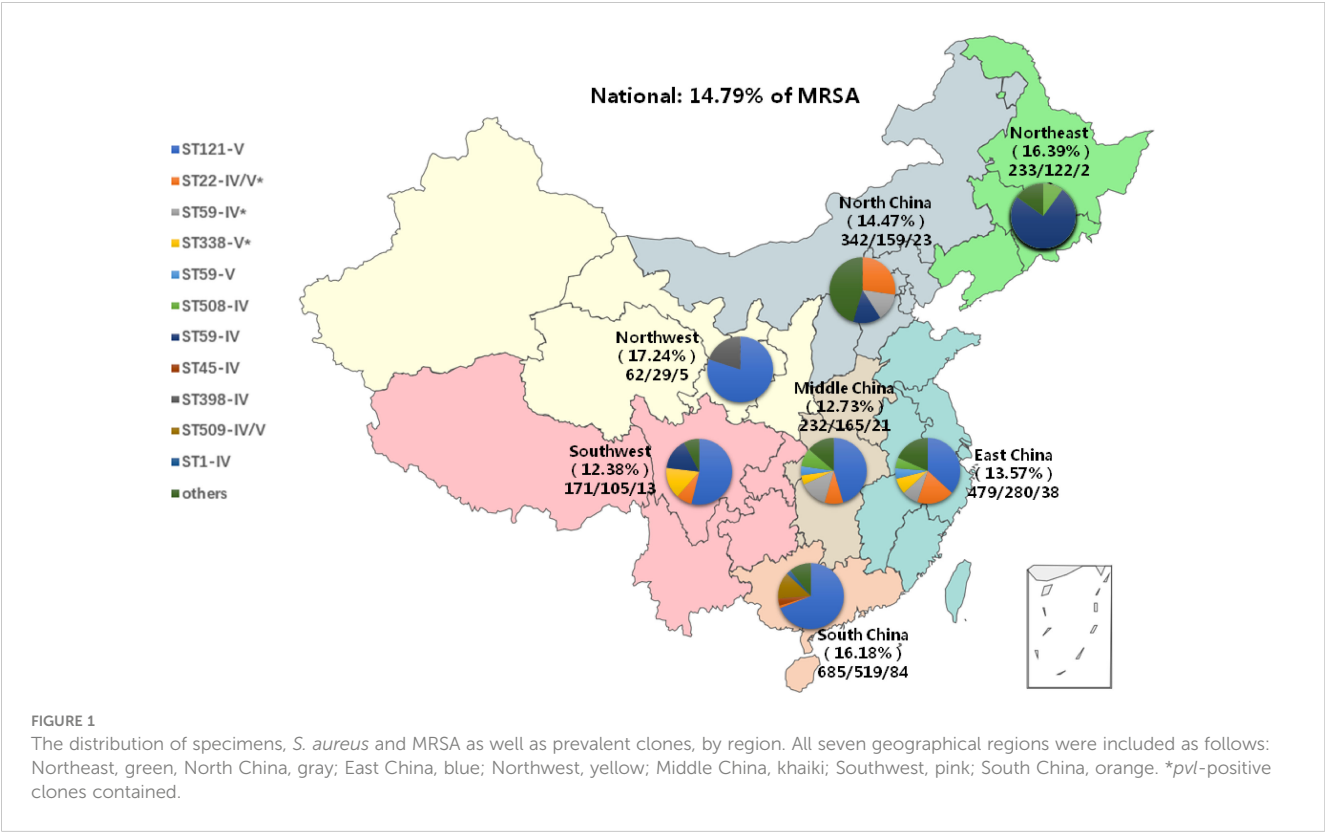 National: 14.79% of MRSA
ST121-V
ST22-IV/V*
ST59-IV*
ST338-V*
ST59-V
ST508-IV
ST59-IV
ST45-IV
ST398-IV
ST509-IV/V
ST1-IV
others
Northeast
( 16.39%)
233/122/2
North China
( 14.47%)
342/159/23
Northwest
( 17.24%)
62/29/5
Middle China
( 12.73%)
232/165/21
Southwest
( 12.38%)
171/105/13
East China
( 13.57%)
479/280/38
South China
( 16.18%)
685/519/84
FIGURE 1
The distribution of specimens, S. aureus and MRSA as well as prevalent clones, by region. All seven geographical regions were included as follows:
Northeast, green, North China, gray; East China, blue; Northwest, yellow; Middle China, khaiki; Southwest, pink; South China, orange. *pvl-positive
clones contained.